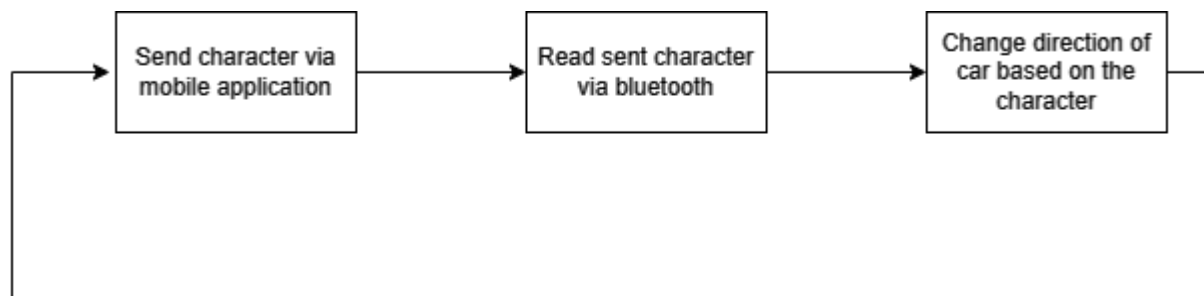 Send character via
mobile application
Read sent character
via bluetooth
Change direction of
car based on the
character